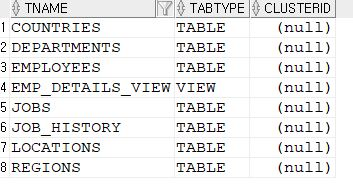 TNAME TABTYPE CLUSTERID
1 COUNTRIES TABLE (null)
2 DEPARTMENTS TABLE (null)
3 EMPLOYEES TABLE (null)
4 EMP_DETAILS_VIEW VIEW (null)
5 JOBS TABLE (null)
6 JOB_HISTORY TABLE (null)
7 LOCATIONS TABLE (null)
8 REGIONS TABLE (null)